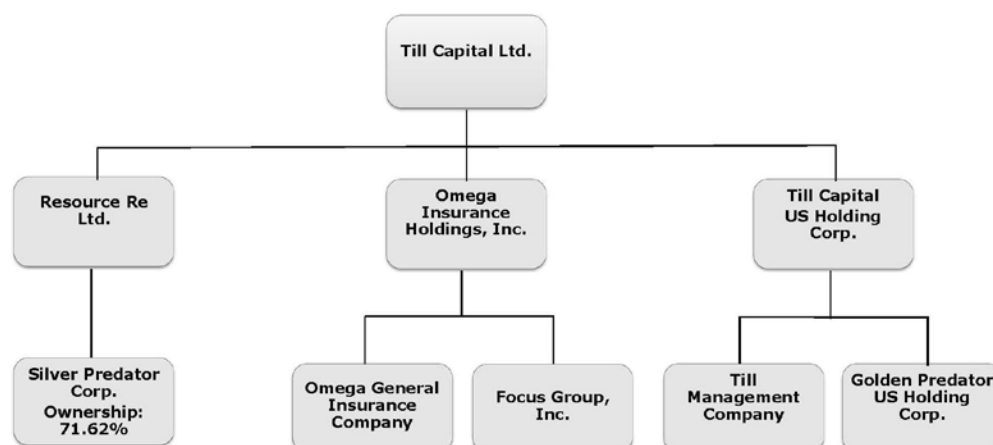 Till Capital Ltd.
Resource Re
Ltd.
Omega
Insurance
Holdings, Inc.
Till Capital
US Holding
Corp.
Silver Predator
Corp.
Ownership:
71.62%
Omega General
Insurance
Company
Focus Group,
Inc.
Till
Management
Company
Golden Predator
US Holding
Corp.